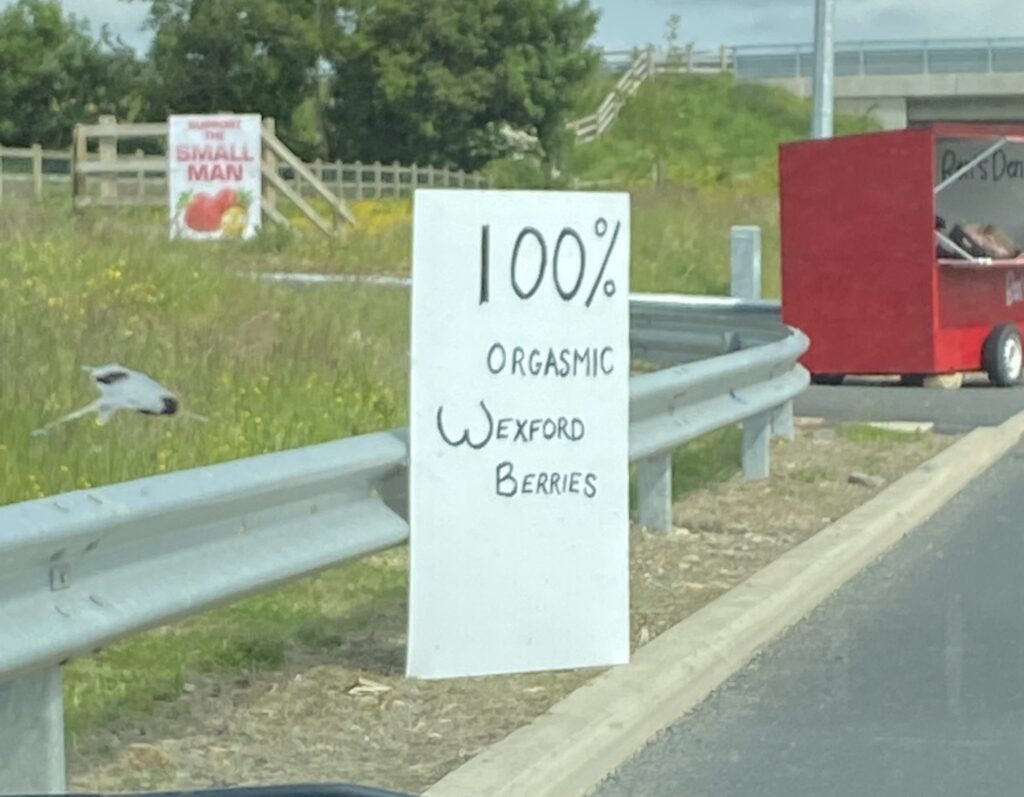 SUPPORT
THE
SMALL
MAN
100%
ORGASMIC
WEXFORD
BERRIES